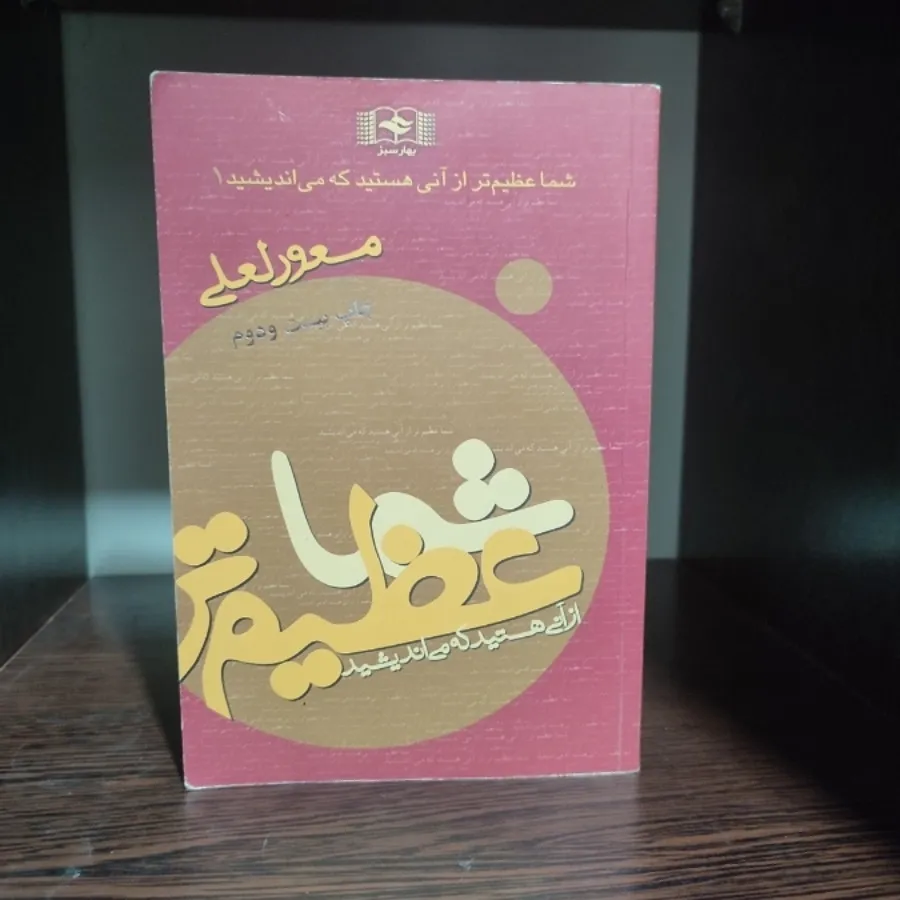 بهار سبز
شما عظیم‌تر از آنی هستید که می‌اندیشید ۱
مسعود لعلی
چاپ بیست و دوم
شما
عظیم‌تر
از آنی هستید که می‌اندیشید